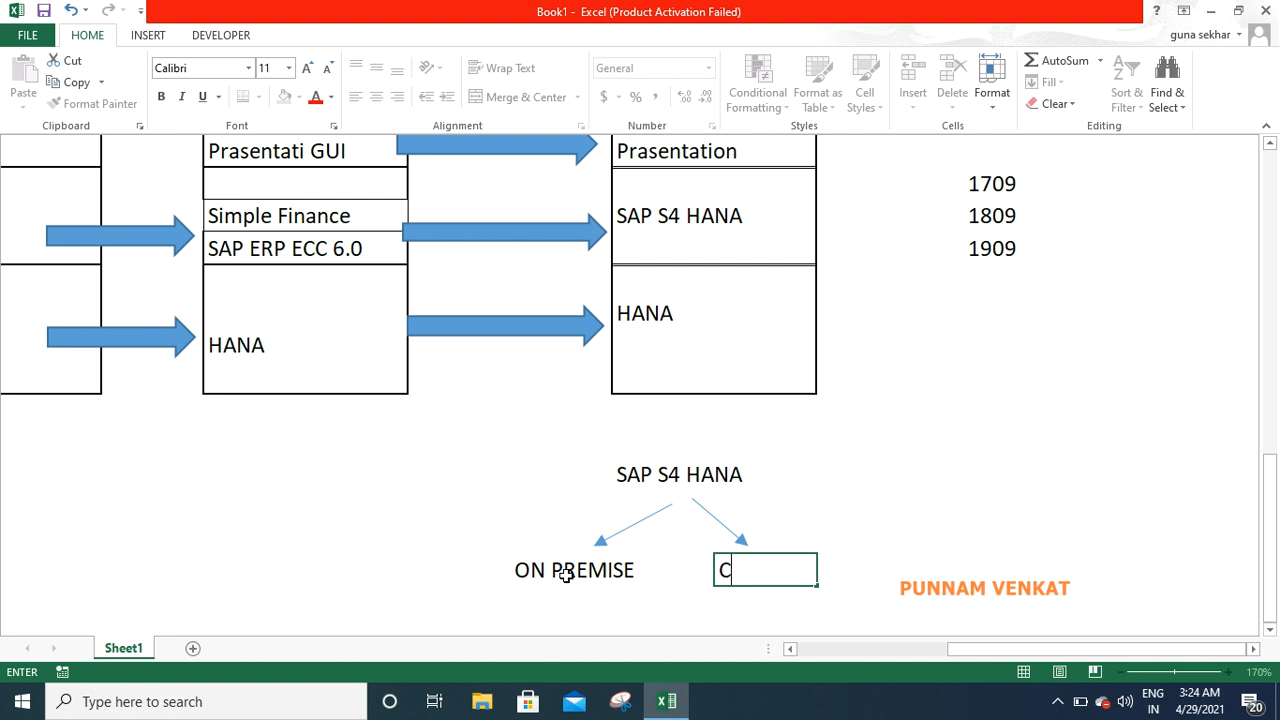 Book1 - Excel (Product Activation Failed)
FILE HOME INSERT DEVELOPER
guna sekhar
Paste
Cut
Copy
Format Painter
Clipboard
Calibri 11
B I U A
Font
Wrap Text
Merge & Center
Alignment
General
$ % ,
Number
Conditional Formatting
Format as Table
Cell Styles
Styles
Insert Delete Format
Cells
AutoSum
Fill
Clear
Sort & Filter
Find & Select
Editing
Prasentati GUI Prasentation
1709
Simple Finance SAP S4 HANA 1809
SAP ERP ECC 6.0 1909
HANA
HANA
SAP S4 HANA
ON PREMISE C
PUNNAM VENKAT
Sheet1
ENTER 170%
Type here to search
ENG
IN
3:24 AM
4/29/2021
20